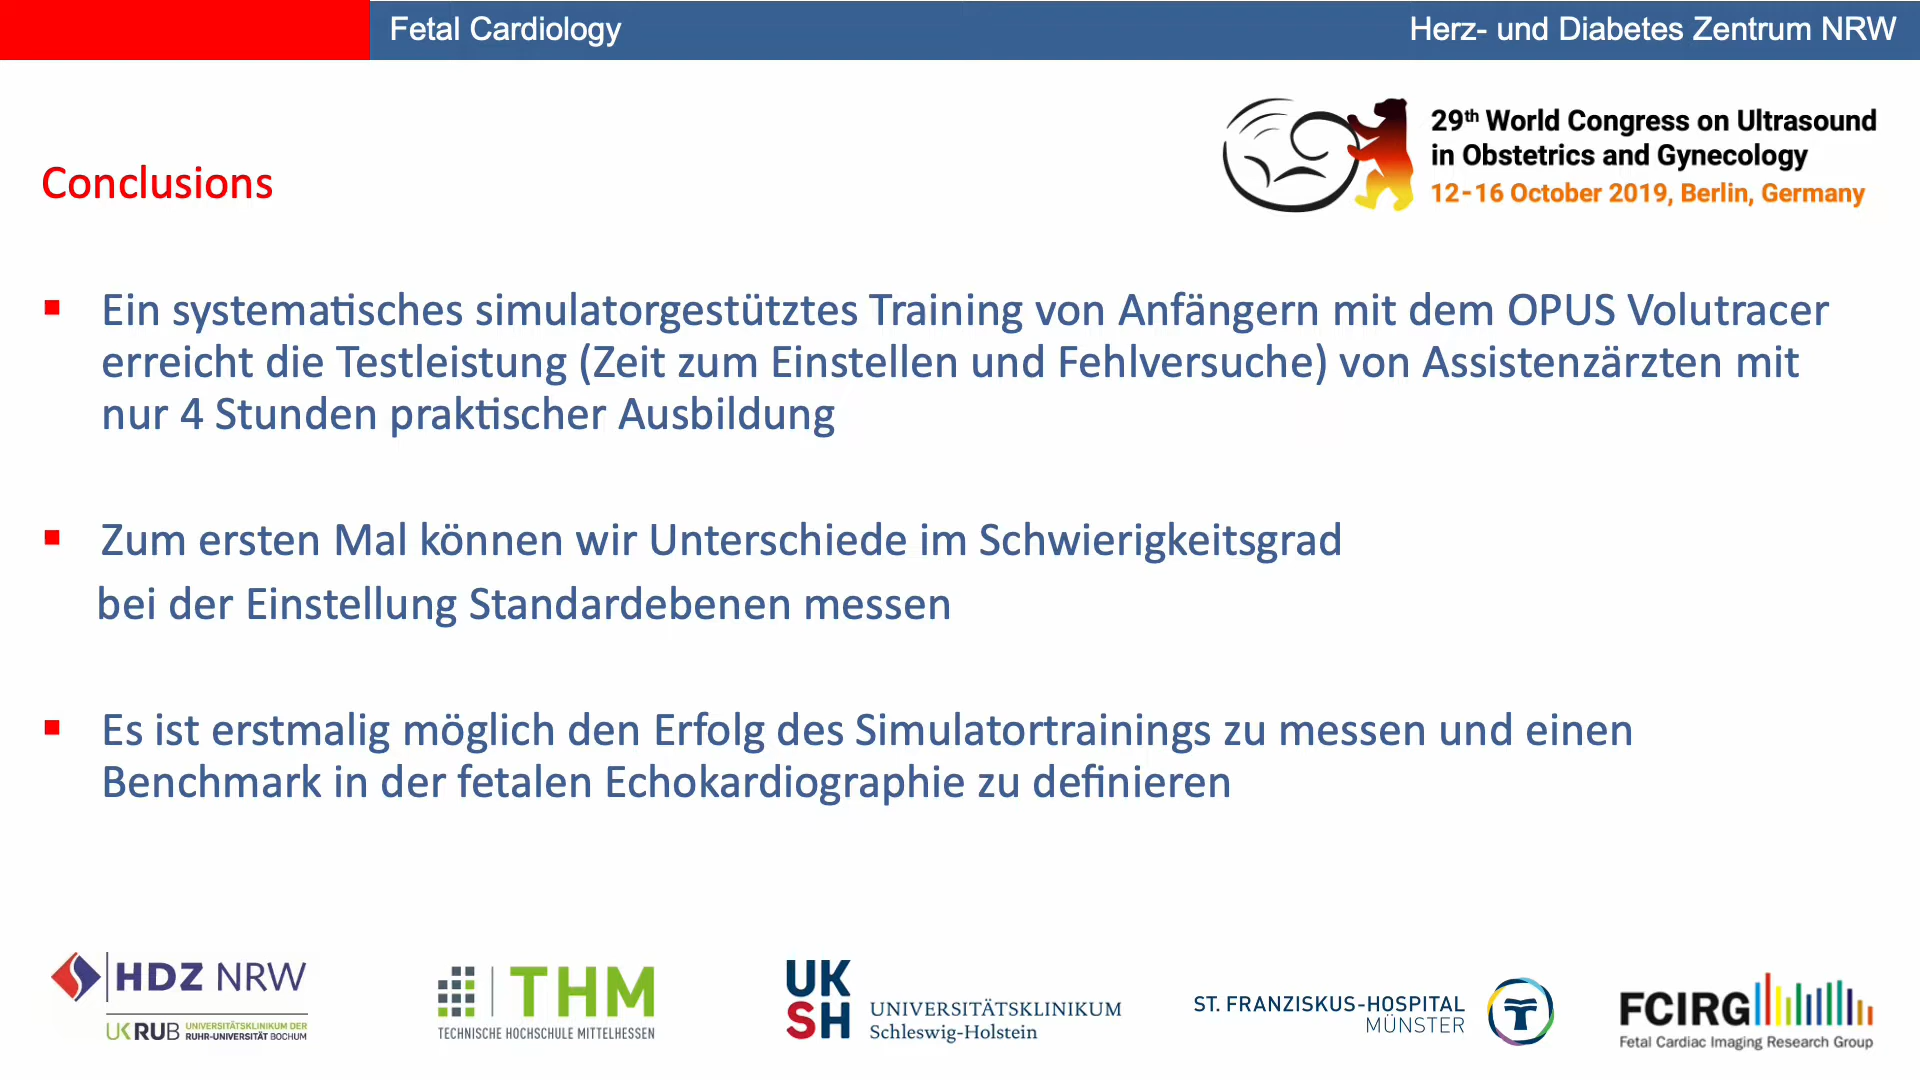 Fetal Cardiology
Herz- und Diabetes Zentrum NRW
29th World Congress on Ultrasound
in Obstetrics and Gynecology
12-16 October 2019, Berlin, Germany
Conclusions
Ein systematisches simulatorgestütztes Training von Anfängern mit dem OPUS Volutracer
erreicht die Testleistung (Zeit zum Einstellen und Fehlversuche) von Assistenzärzten mit
nur 4 Stunden praktischer Ausbildung
Zum ersten Mal können wir Unterschiede im Schwierigkeitsgrad
bei der Einstellung Standardebenen messen
Es ist erstmalig möglich den Erfolg des Simulatortrainings zu messen und einen
Benchmark in der fetalen Echokardiographie zu definieren
HDZ NRW
UKRUB UNIVERSITÄTSKLINIKUM DER
RUHR-UNIVERSITÄT BOCHUM
THM
TECHNISCHE HOCHSCHULE MITTELHESSEN
UK
SH
UNIVERSITÄTSKLINIKUM
Schleswig-Holstein
ST. FRANZISKUS-HOSPITAL
MÜNSTER
FCIRG
Fetal Cardiac Imaging Research Group